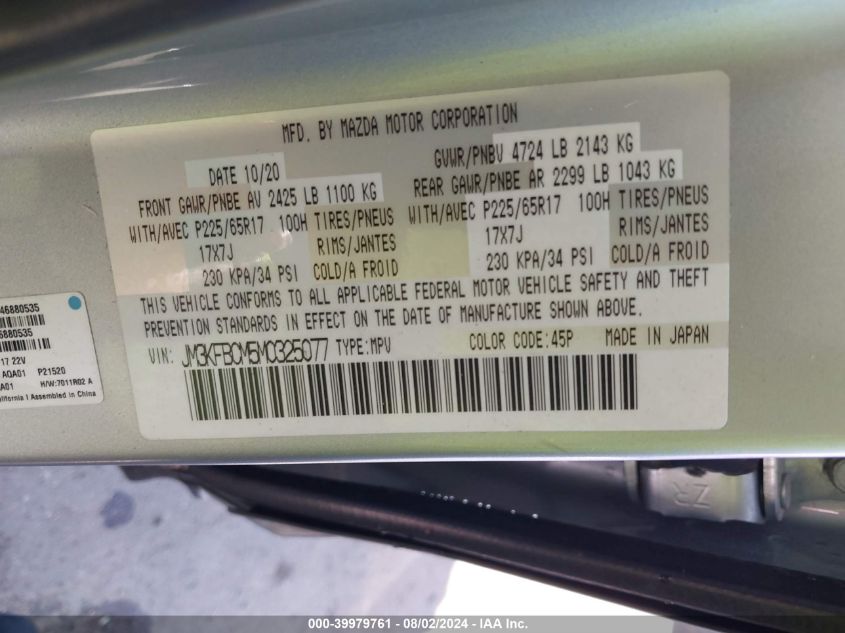 MFD. BY MAZDA MOTOR CORPORATION
DATE 10/20 GVWR/PNBV 4724 LB 2143 KG
FRONT GAWR/PNBE AV 2425 LB 1100 KG REAR GAWR/PNBE AR 2299 LB 1043 KG
WITH/AVEC P225/65R17 100H TIRES/PNEUS WITH/AVEC P225/65R17 100H TIRES/PNEUS
17X7J RIMS/JANTES 17X7J RIMS/JANTES
230 KPA/34 PSI COLD/A FROID 230 KPA/34 PSI COLD/A FROID
THIS VEHICLE CONFORMS TO ALL APPLICABLE FEDERAL MOTOR VEHICLE SAFETY AND THEFT
PREVENTION STANDARDS IN EFFECT ON THE DATE OF MANUFACTURE SHOWN ABOVE.
VIN: JM3KFBCM5M0325077 TYPE:MPV COLOR CODE:45P MADE IN JAPAN
46880535
6880535
17 22V
AQA01 P21520
A01 H/W:7011R02 A
alifornia | Assembled in China
ZR
000-39979761 - 08/02/2024 - IAA Inc.